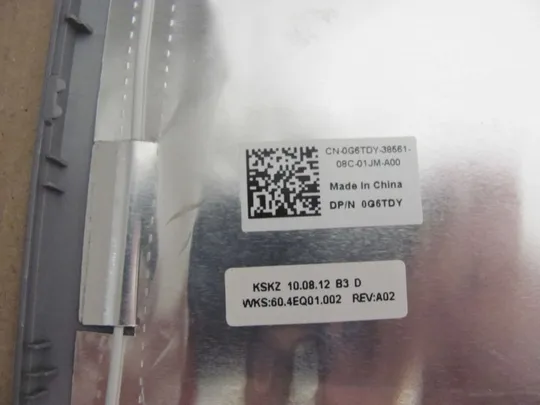 CN-0G6TDY-38561-
08C-01JM-A00
Made in China
DP/N 0G6TDY
KSKZ 10.08.12 B3 D
WKS:60.4EQ01.002 REV:A02